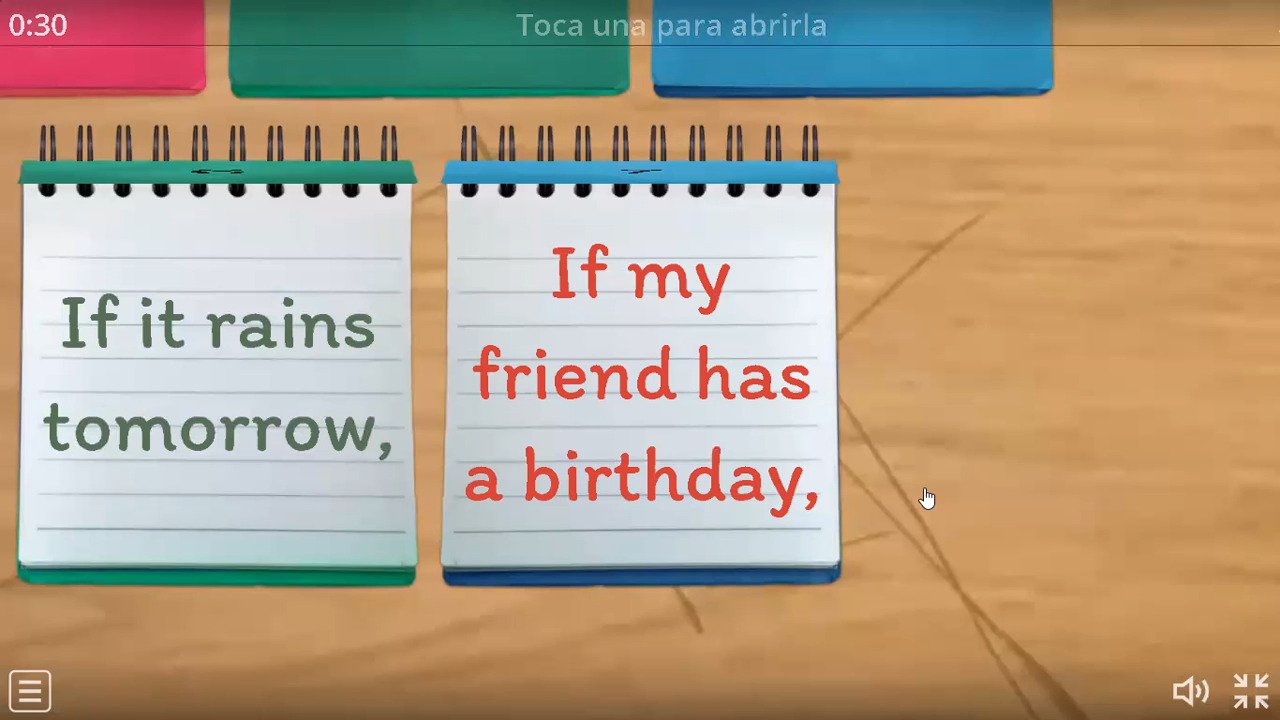 0:30
Toca una para abrirla
If it rains
tomorrow,
If my
friend has
a birthday,